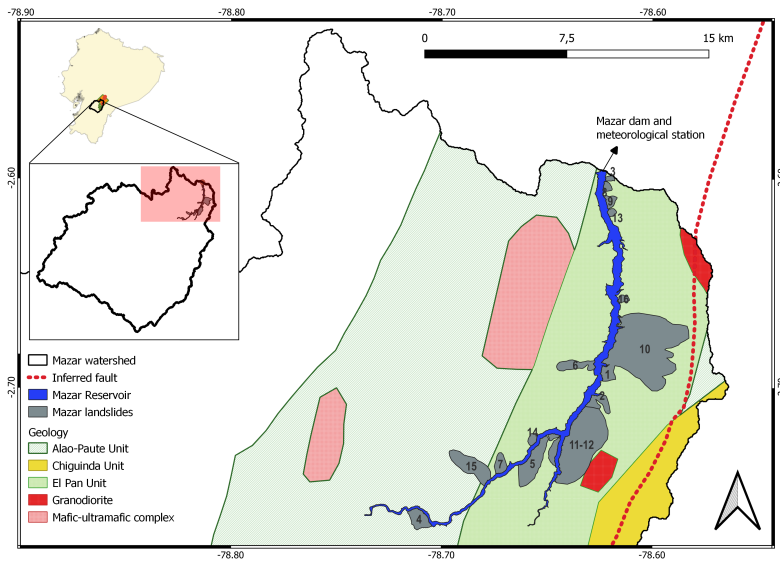 -78.90
-78.80
-78.70
-78.60
0
7,5
15 km
Mazar dam and
meteorological station
-2.60
-2.70
3
9
13
10
6
1
2
14
11-12
15
7
5
4
Mazar watershed
Inferred fault
Mazar Reservoir
Mazar landslides
Geology
Alao-Paute Unit
Chiguinda Unit
El Pan Unit
Granodiorite
Mafic-ultramafic complex
-78.80
-78.70
-78.60